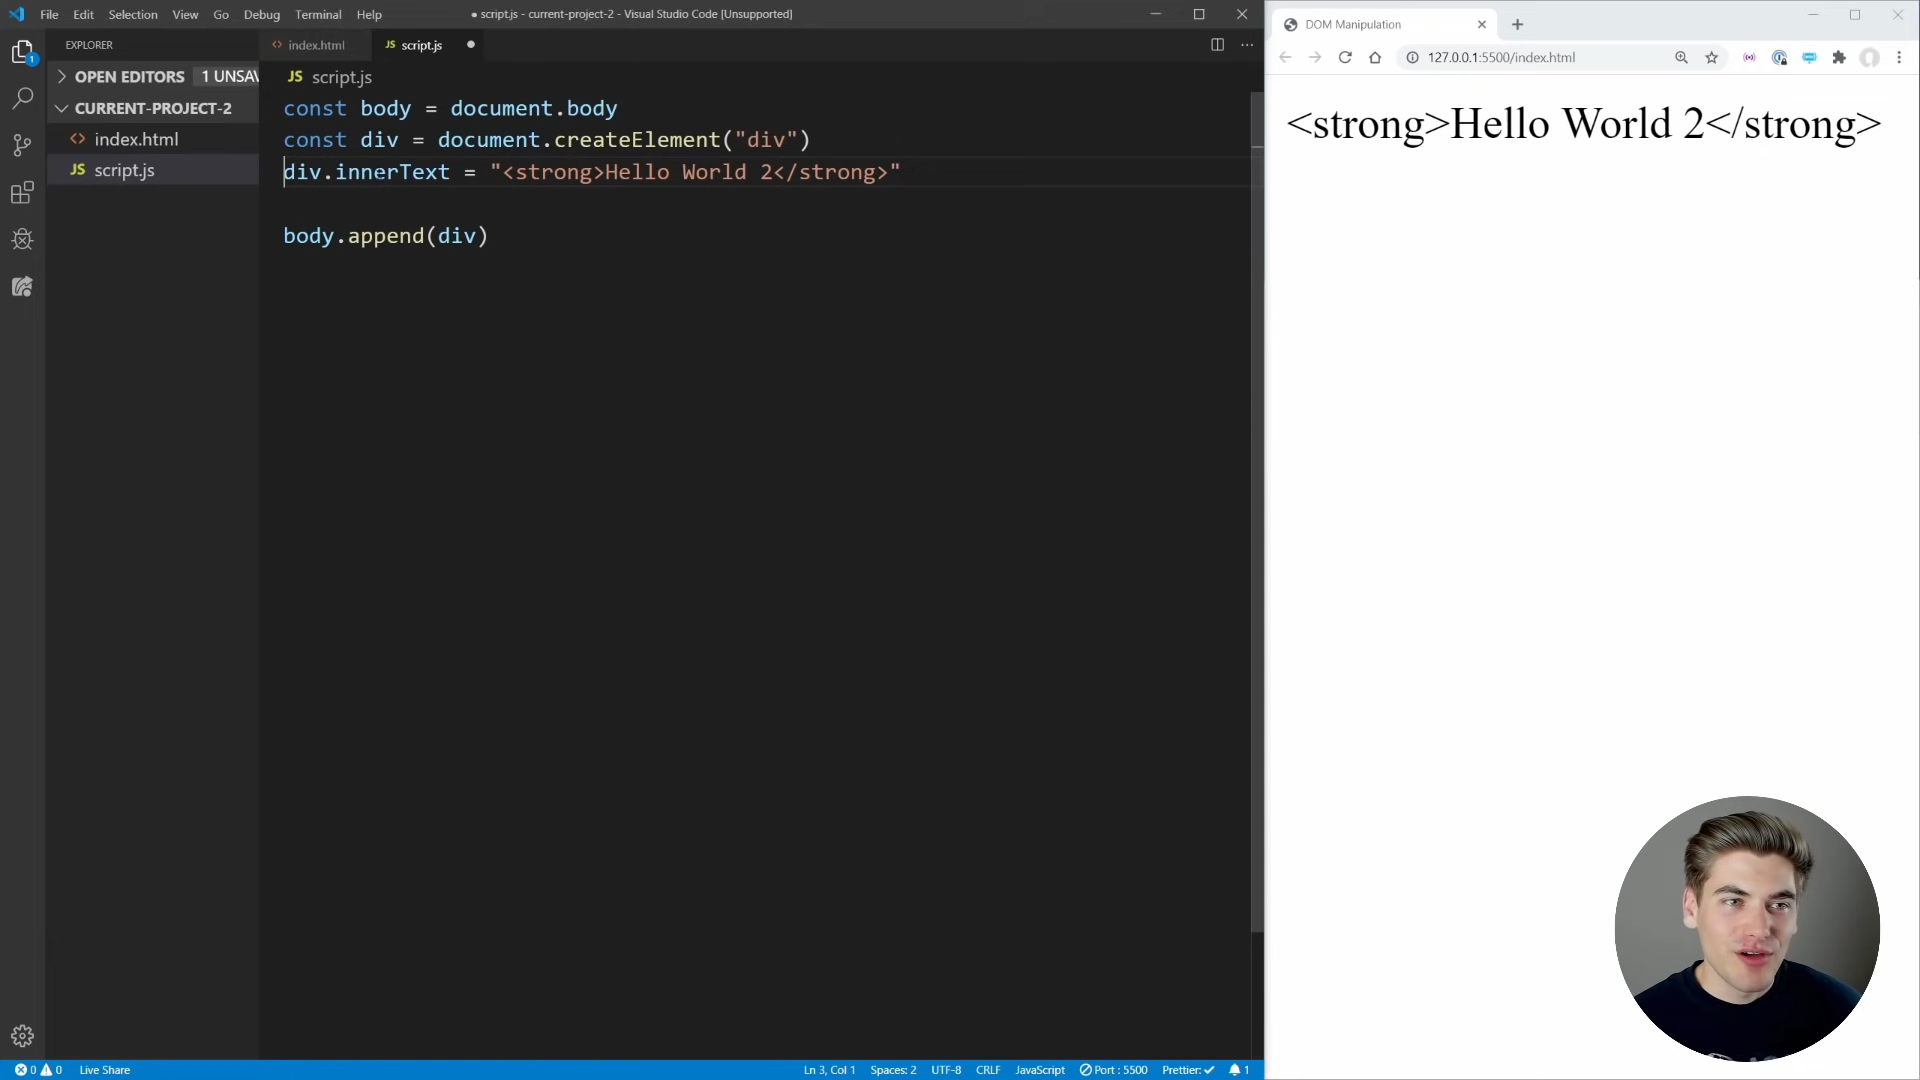 File Edit Selection View Go Debug Terminal Help
● script.js - current-project-2 - Visual Studio Code [Unsupported]
DOM Manipulation
EXPLORER
index.html
JS script.js
127.0.0.1:5500/index.html
1
OPEN EDITORS 1 UNSAV
JS script.js
CURRENT-PROJECT-2
index.html
JS script.js
const body = document.body
const div = document.createElement("div")
div.innerText = "<strong>Hello World 2</strong>"
body.append(div)
<strong>Hello World 2</strong>
0 0 Live Share
Ln 3, Col 1 Spaces: 2 UTF-8 CRLF JavaScript Port : 5500 Prettier: ✓ 1